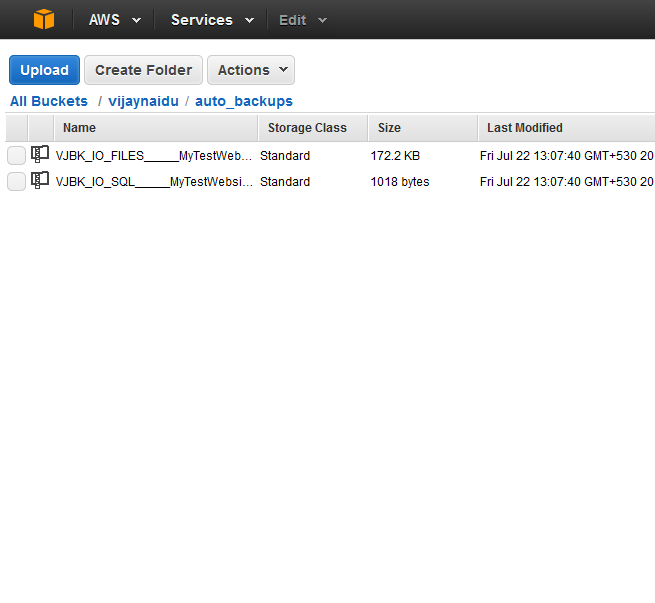 AWS Services Edit
Upload Create Folder Actions
All Buckets / vijaynaidu / auto_backups
Name Storage Class Size Last Modified
VJBK_IO_FILES_____MyTestWeb... Standard 172.2 KB Fri Jul 22 13:07:40 GMT+530 20
VJBK_IO_SQL_____MyTestWebsi... Standard 1018 bytes Fri Jul 22 13:07:40 GMT+530 20